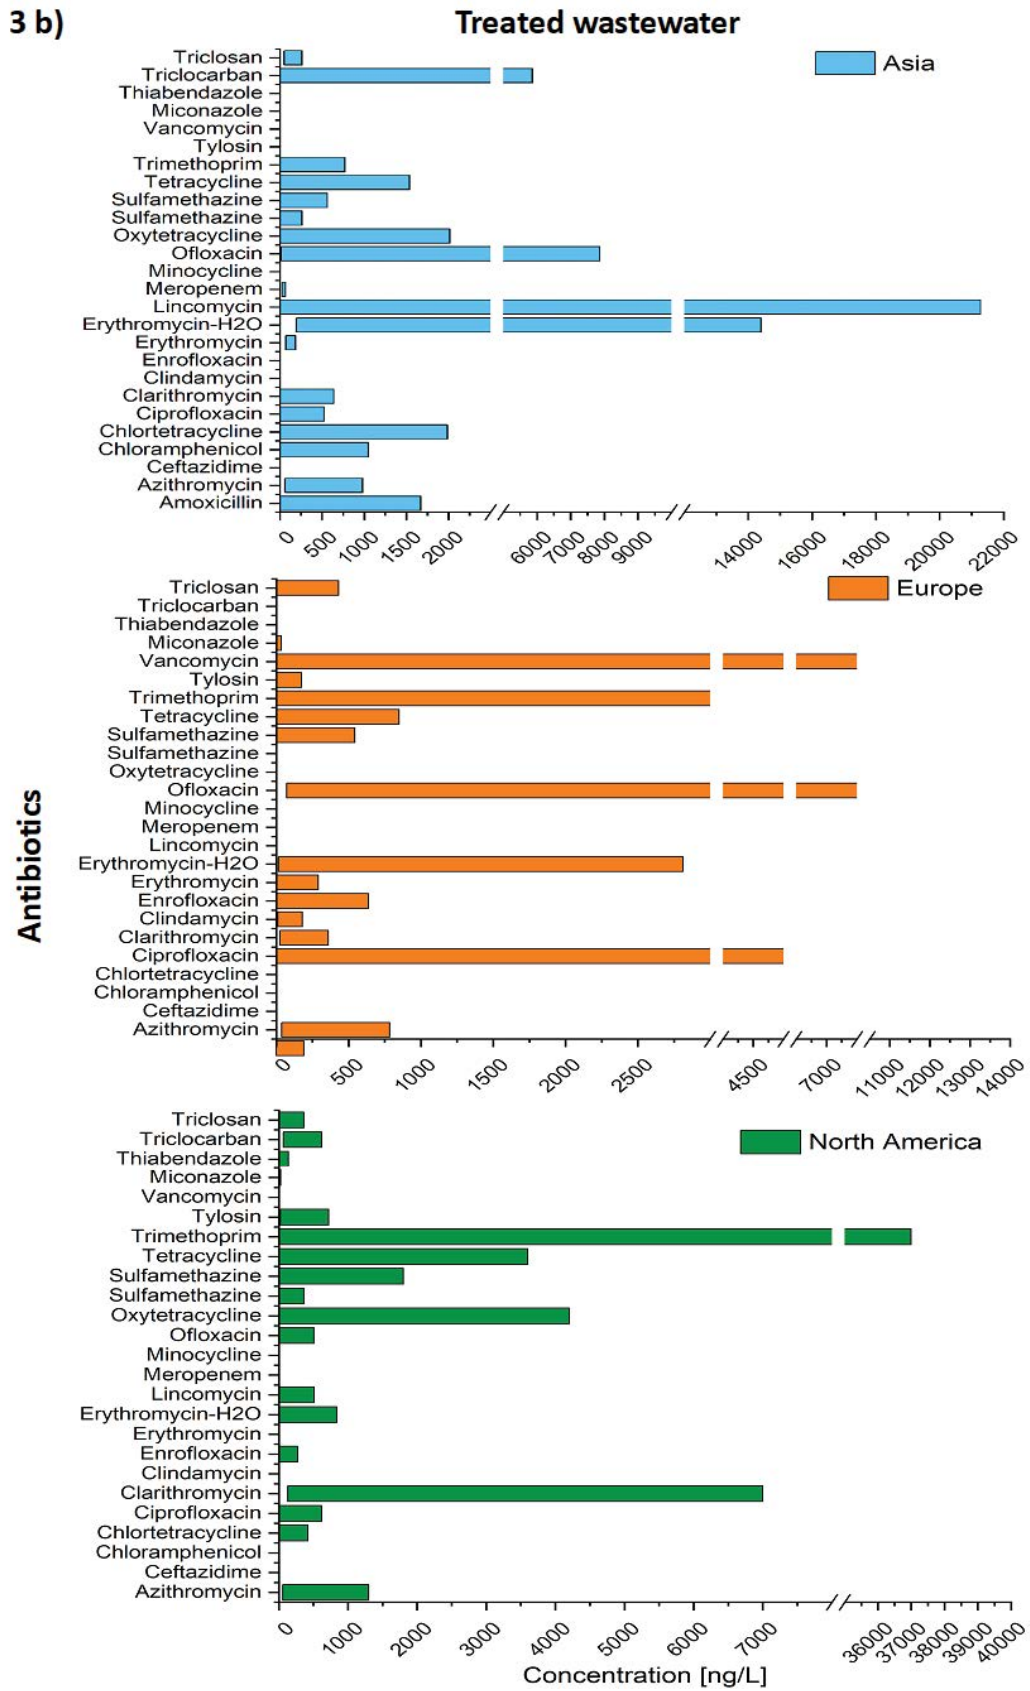 3 b)
Treated wastewater
Asia
Triclosan
Triclocarban
Thiabendazole
Miconazole
Vancomycin
Tylosin
Trimethoprim
Tetracycline
Sulfamethazine
Sulfamethazine
Oxytetracycline
Ofloxacin
Minocycline
Meropenem
Lincomycin
Erythromycin-H2O
Erythromycin
Enrofloxacin
Clindamycin
Clarithromycin
Ciprofloxacin
Chlortetracycline
Chloramphenicol
Ceftazidime
Azithromycin
Amoxicillin
0 500 1000 1500 2000 6000 7000 8000 9000 14000 16000 18000 20000 22000
Europe
Triclosan
Triclocarban
Thiabendazole
Miconazole
Vancomycin
Tylosin
Trimethoprim
Tetracycline
Sulfamethazine
Sulfamethazine
Oxytetracycline
Ofloxacin
Minocycline
Meropenem
Lincomycin
Erythromycin-H2O
Erythromycin
Enrofloxacin
Clindamycin
Clarithromycin
Ciprofloxacin
Chlortetracycline
Chloramphenicol
Ceftazidime
Azithromycin
0 500 1000 1500 2000 2500 4500 7000 11000 12000 13000 14000
Antibiotics
North America
Triclosan
Triclocarban
Thiabendazole
Miconazole
Vancomycin
Tylosin
Trimethoprim
Tetracycline
Sulfamethazine
Sulfamethazine
Oxytetracycline
Ofloxacin
Minocycline
Meropenem
Lincomycin
Erythromycin-H2O
Erythromycin
Enrofloxacin
Clindamycin
Clarithromycin
Ciprofloxacin
Chlortetracycline
Chloramphenicol
Ceftazidime
Azithromycin
0 1000 2000 3000 4000 5000 6000 7000 36000 37000 38000 39000 40000
Concentration [ng/L]